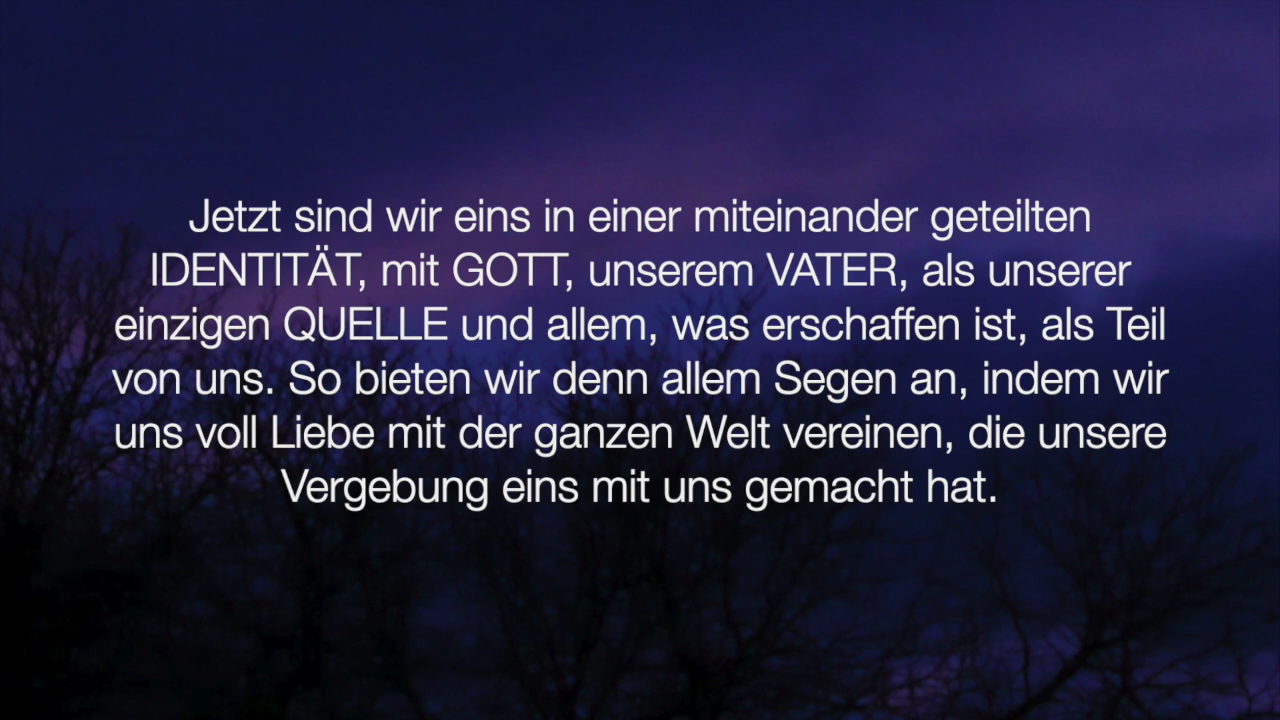 Jetzt sind wir eins in einer miteinander geteilten
IDENTITÄT, mit GOTT, unserem VATER, als unserer
einzigen QUELLE und allem, was erschaffen ist, als Teil
von uns. So bieten wir denn allem Segen an, indem wir
uns voll Liebe mit der ganzen Welt vereinen, die unsere
Vergebung eins mit uns gemacht hat.